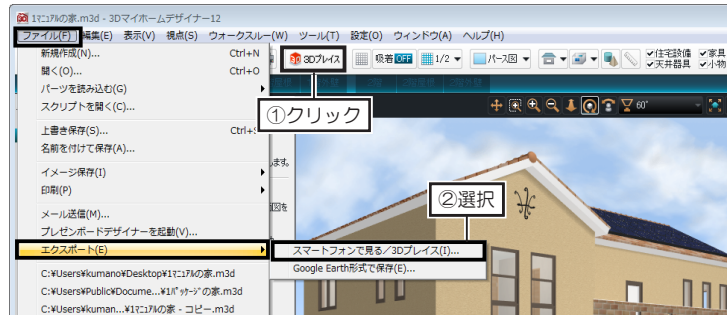 1マニュアルの家.m3d - 3Dマイホームデザイナー12
ファイル(F) 編集(E) 表示(V) 視点(S) ウォークスルー(W) ツール(T) 設定(O) ウィンドウ(A) ヘルプ(H)
新規作成(N)... Ctrl+N
3Dプレイス 吸着 OFF 1/2 パース図 住宅設備 家具
天井器具 小物
開く(O)... Ctrl+O
パーツを読み込む(G)
スクリプトを開く(C)...
①クリック
60°
上書き保存(S)... Ctrl+S
名前を付けて保存(A)...
ます。
イメージ保存(I)
印刷(P)
②選択
図を
メール送信(M)...
プレゼンボードデザイナーを起動(V)...
エクスポート(E)
スマートフォンで見る／3Dプレイス(I)...
Google Earth形式で保存(E)...
C:¥Users¥kumano¥Desktop¥1マニュアルの家.m3d
C:¥Users¥Public¥Docume...¥1パッケージの家.m3d
C:¥Users¥kuman...¥1マニュアルの家 - コピー.m3d